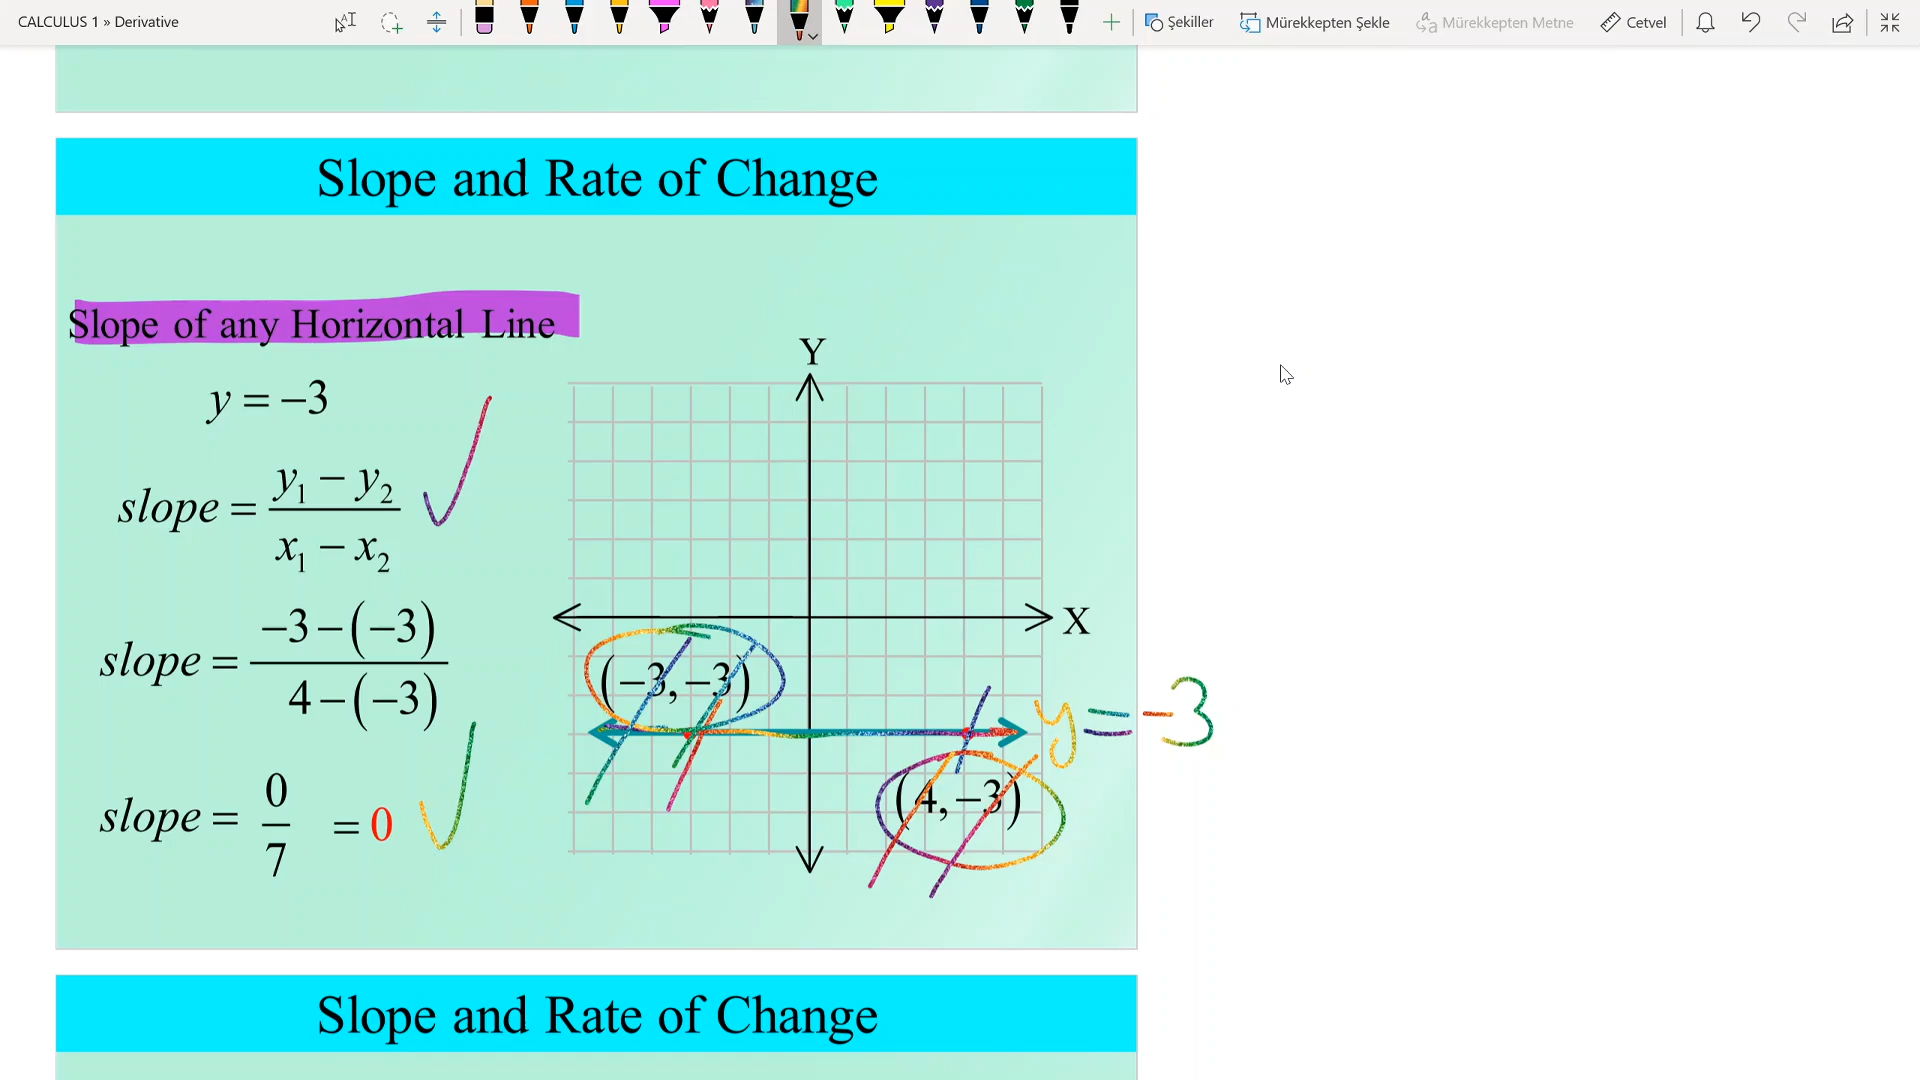 CALCULUS 1 » Derivative
Şekiller
Mürekkepten Şekle
Mürekkepten Metne
Cetvel
Slope and Rate of Change
Slope of any Horizontal Line
y = −3
slope = y₁ − y₂ / x₁ − x₂
slope = −3 − (−3) / 4 − (−3)
slope = 0 / 7 = 0
Y
X
(−3, −3)
y = −3
(4, −3)
Slope and Rate of Change